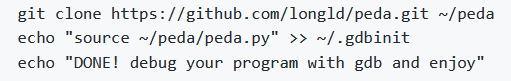 git clone https://github.com/longld/peda.git ~/peda
echo "source ~/peda/peda.py" >> ~/.gdbinit
echo "DONE! debug your program with gdb and enjoy"